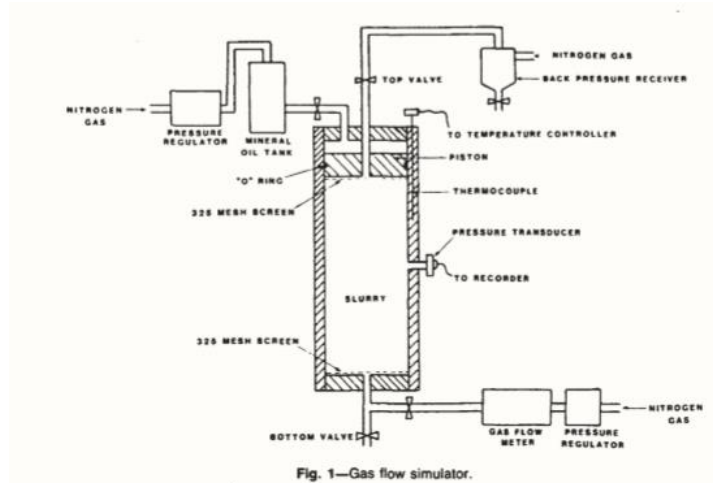 NITROGEN GAS
BACK PRESSURE RECEIVER
TOP VALVE
NITROGEN
GAS
PRESSURE
REGULATOR
MINERAL
OIL TANK
TO TEMPERATURE CONTROLLER
PISTON
"O" RING
THERMOCOUPLE
325 MESH SCREEN
PRESSURE TRANSDUCER
TO RECORDER
SLURRY
325 MESH SCREEN
NITROGEN
GAS
BOTTOM VALVE
GAS FLOW
METER
PRESSURE
REGULATOR
Fig. 1—Gas flow simulator.